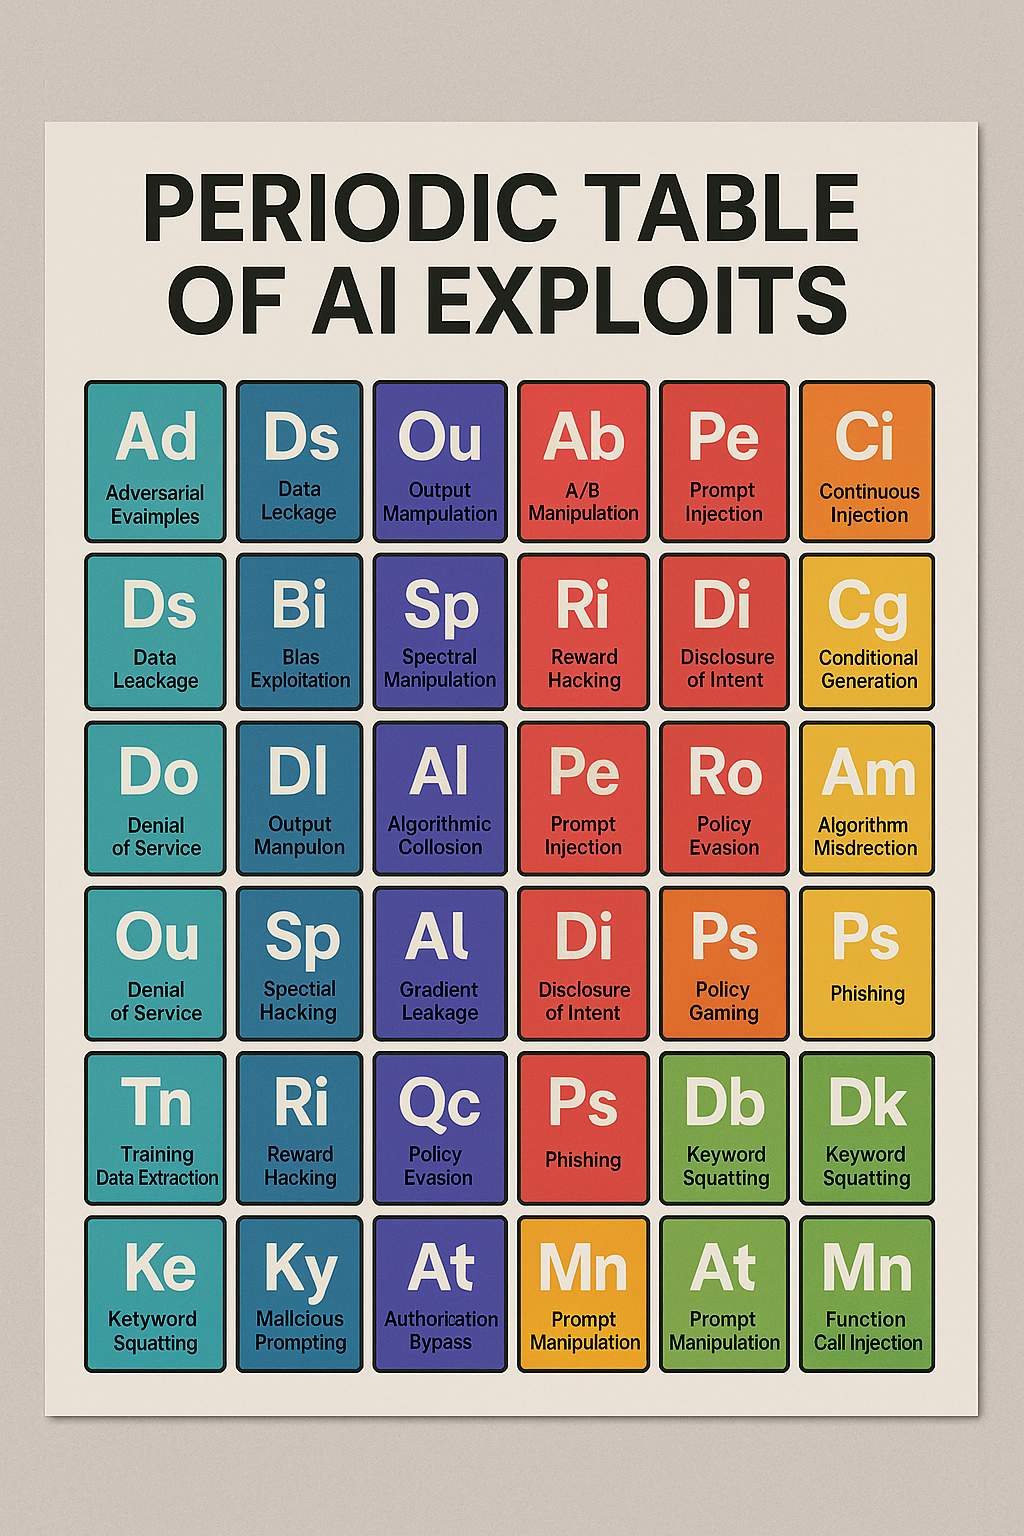 PERIODIC TABLE
OF AI EXPLOITS
Ad
Adversarial
Evaimples
Ds
Data
Leckage
Ou
Output
Mampulation
Ab
A/B
Manipulation
Pe
Prompt
Injection
Ci
Continuous
Injection
Ds
Data
Leackage
Bi
Blas
Exploitation
Sp
Spectral
Manipulation
Ri
Reward
Hacking
Di
Disclosure
of Intent
Cg
Conditional
Generation
Do
Denial
of Service
Dl
Output
Manpulon
Al
Algorithmic
Collosion
Pe
Prompt
Injection
Ro
Policy
Evasion
Am
Algorithm
Misdrection
Ou
Denial
of Service
Sp
Spectial
Hacking
Al
Gradient
Leakage
Di
Disclosure
of Intent
Ps
Policy
Gaming
Ps
Phishing
Tn
Training
Data Extraction
Ri
Reward
Hacking
Qc
Policy
Evasion
Ps
Phishing
Db
Keyword
Squatting
Dk
Keyword
Squatting
Ke
Ketyword
Squatting
Ky
Mallcious
Prompting
At
Authorication
Bypass
Mn
Prompt
Manipulation
At
Prompt
Manipulation
Mn
Function
Call Injection